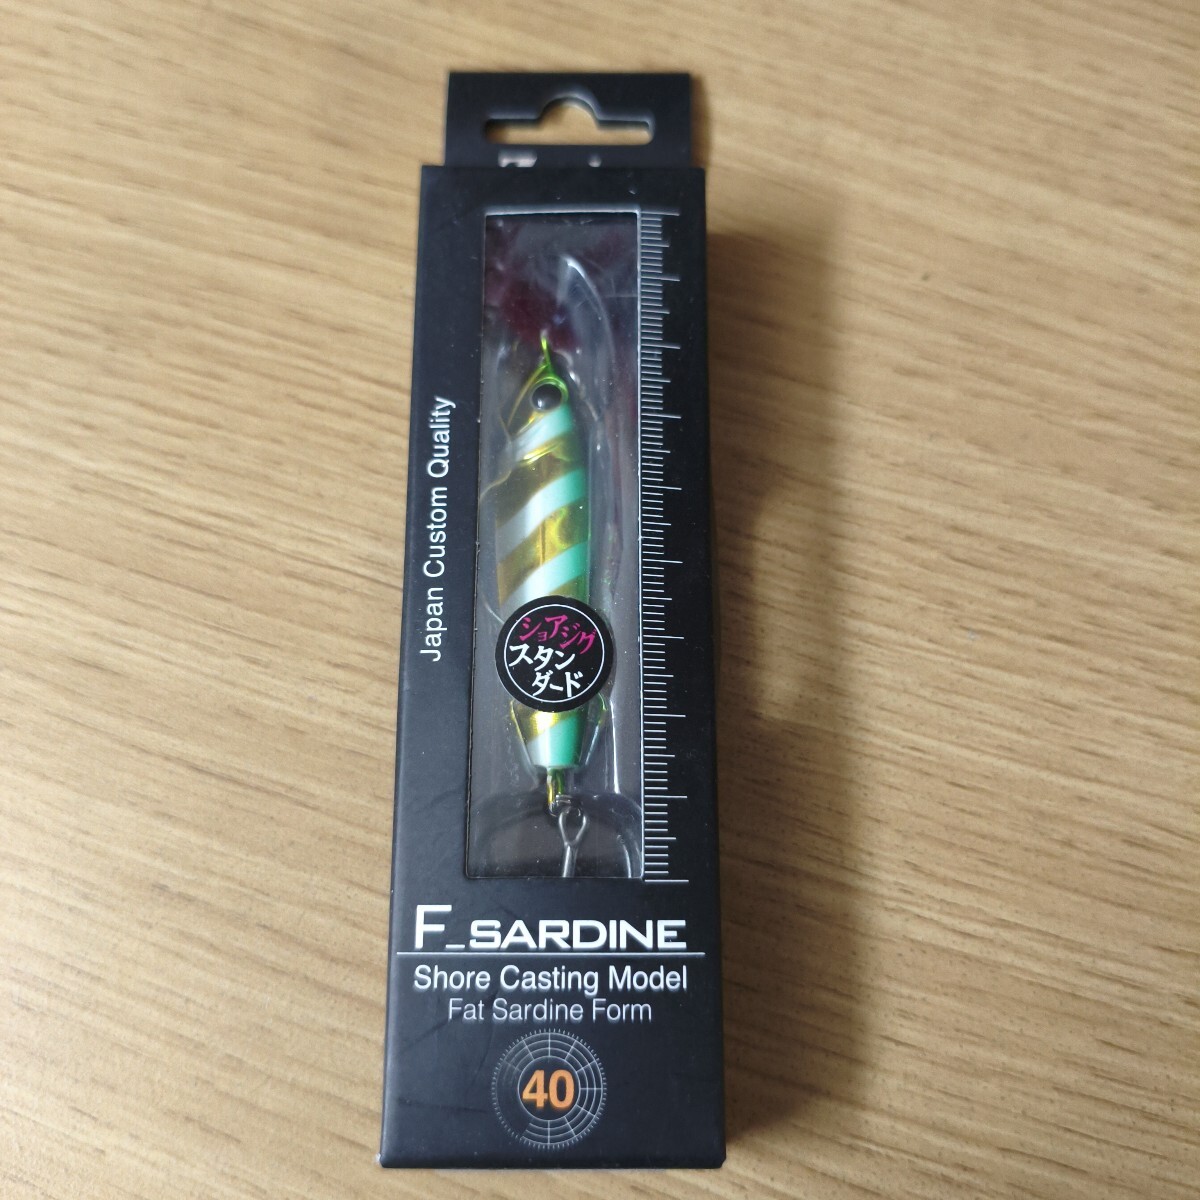 Japan Custom Quality
ショアジグ
スタン
ダード
F_SARDINE
Shore Casting Model
Fat Sardine Form
40